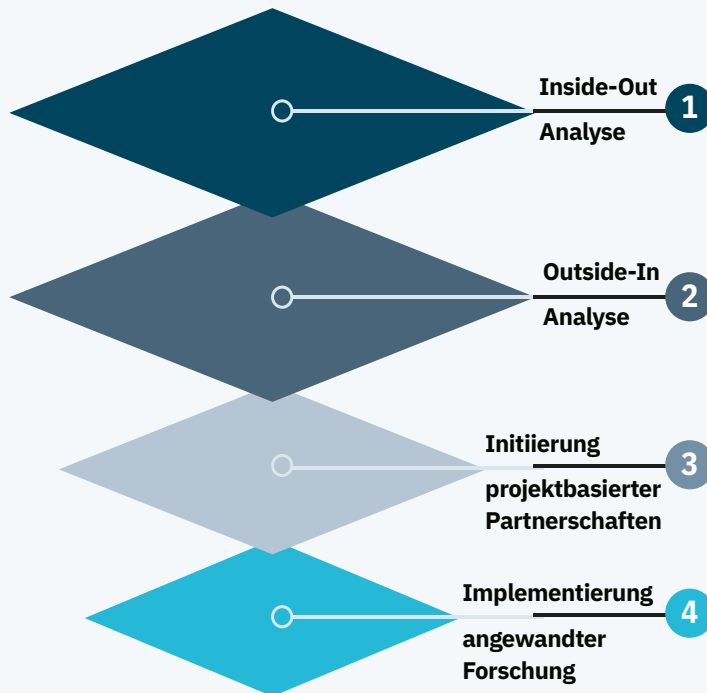 Inside-Out
Analyse
1
Outside-In
Analyse
2
Initiierung
projektbasierter
Partnerschaften
3
Implementierung
angewandter
Forschung
4